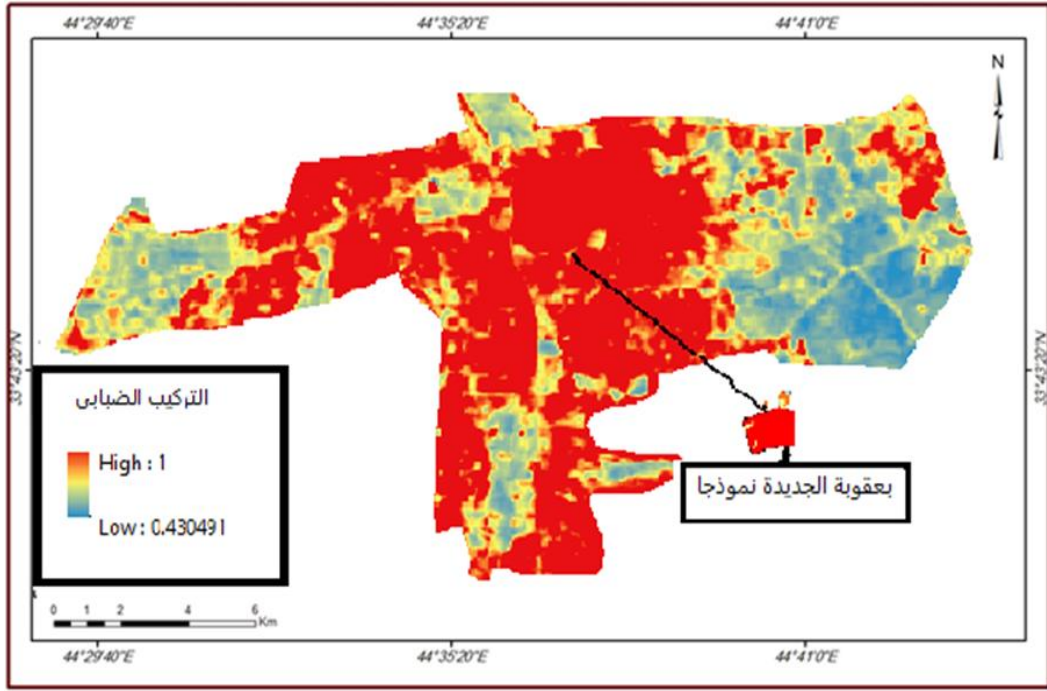 44°29'40"E 44°35'20"E 44°41'0"E
N
33°43'20"N 33°43'20"N
التركيب الضبابي
High : 1
Low : 0.430491
بعقوبة الجديدة نموذجا
0 1 2 4 6
Km
44°29'40"E 44°35'20"E 44°41'0"E